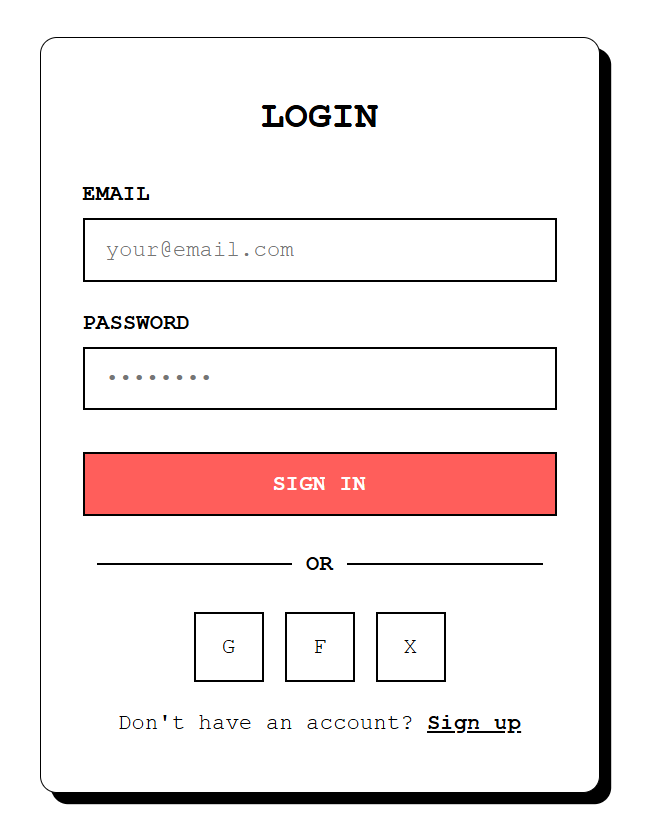 LOGIN
EMAIL
your@email.com
PASSWORD
••••••••
SIGN IN
OR
G F X
Don't have an account? Sign up